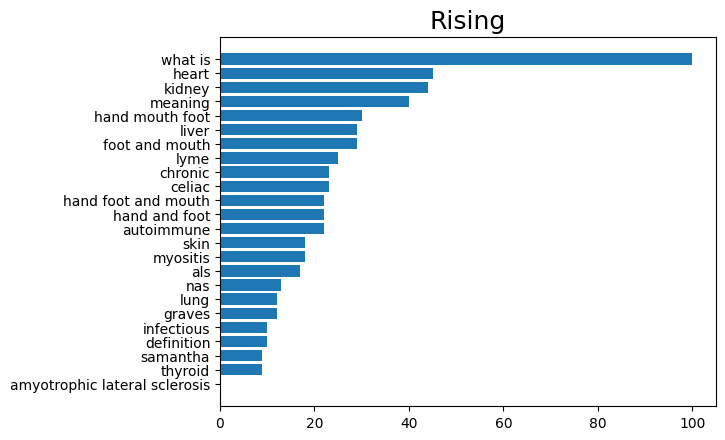 Rising
what is
heart
kidney
meaning
hand mouth foot
liver
foot and mouth
lyme
chronic
celiac
hand foot and mouth
hand and foot
autoimmune
skin
myositis
als
nas
lung
graves
infectious
definition
samantha
thyroid
amyotrophic lateral sclerosis
0 20 40 60 80 100